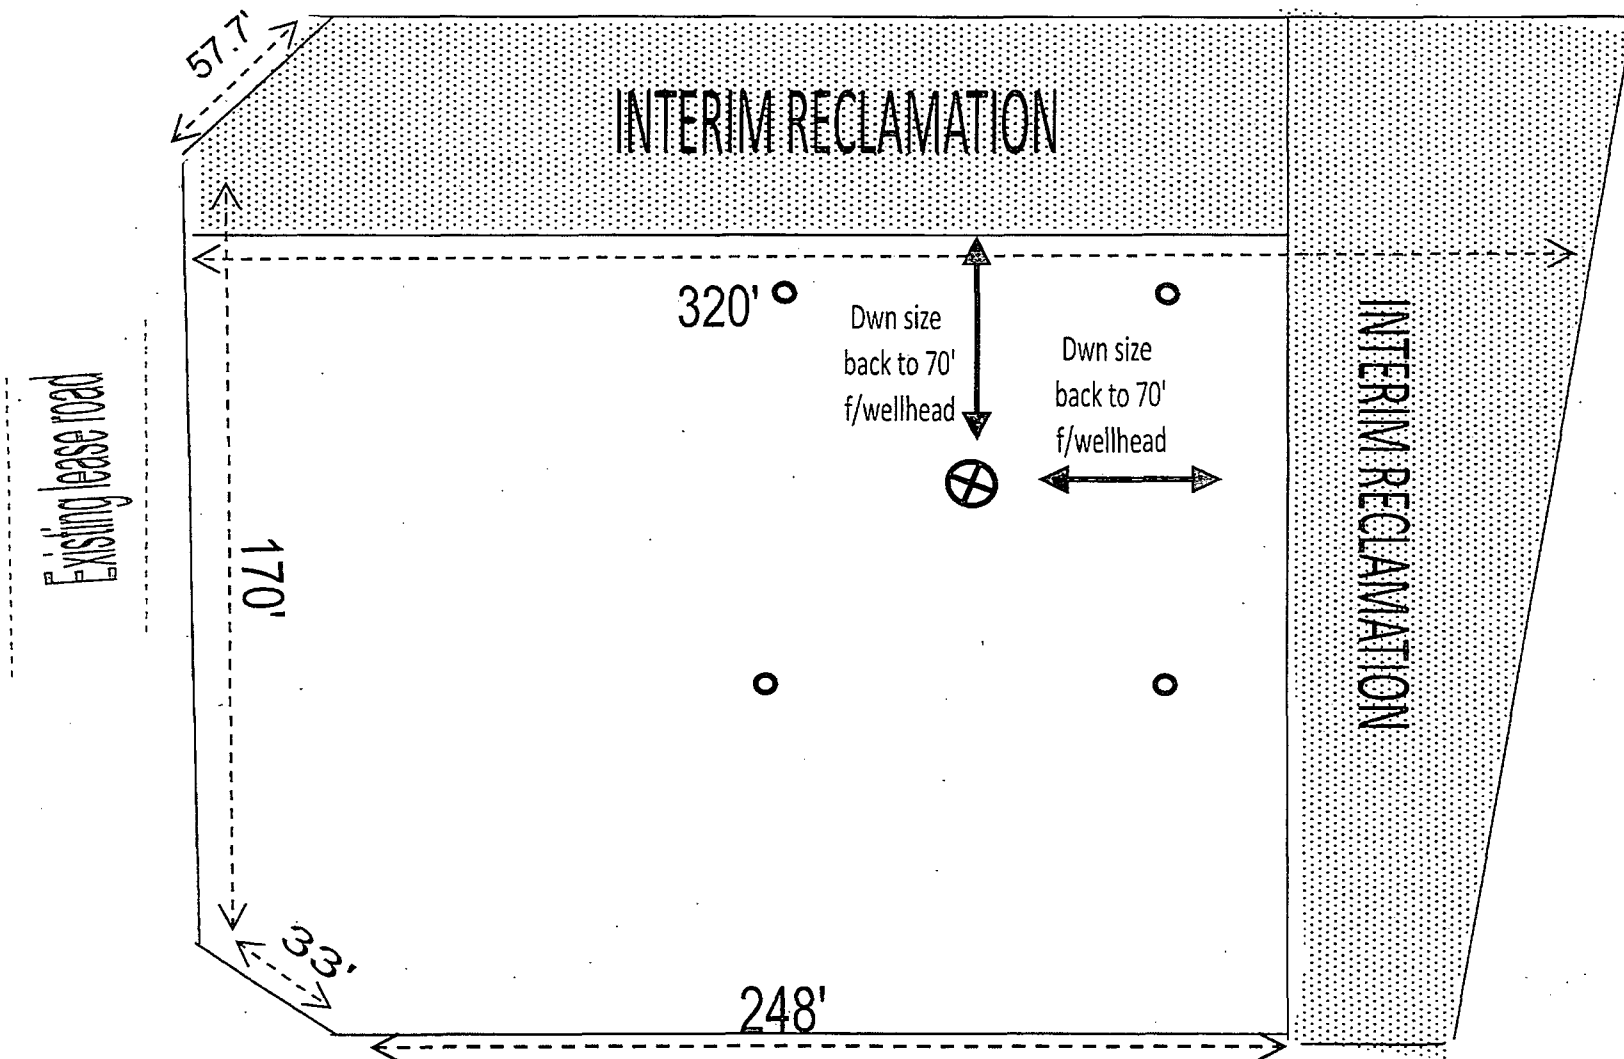 57.7'
INTERIM RECLAMATION
320'
Dwn size
back to 70'
f/wellhead
Dwn size
back to 70'
f/wellhead
INTERIM RECLAMATION
Existing lease road
170'
33'
248'